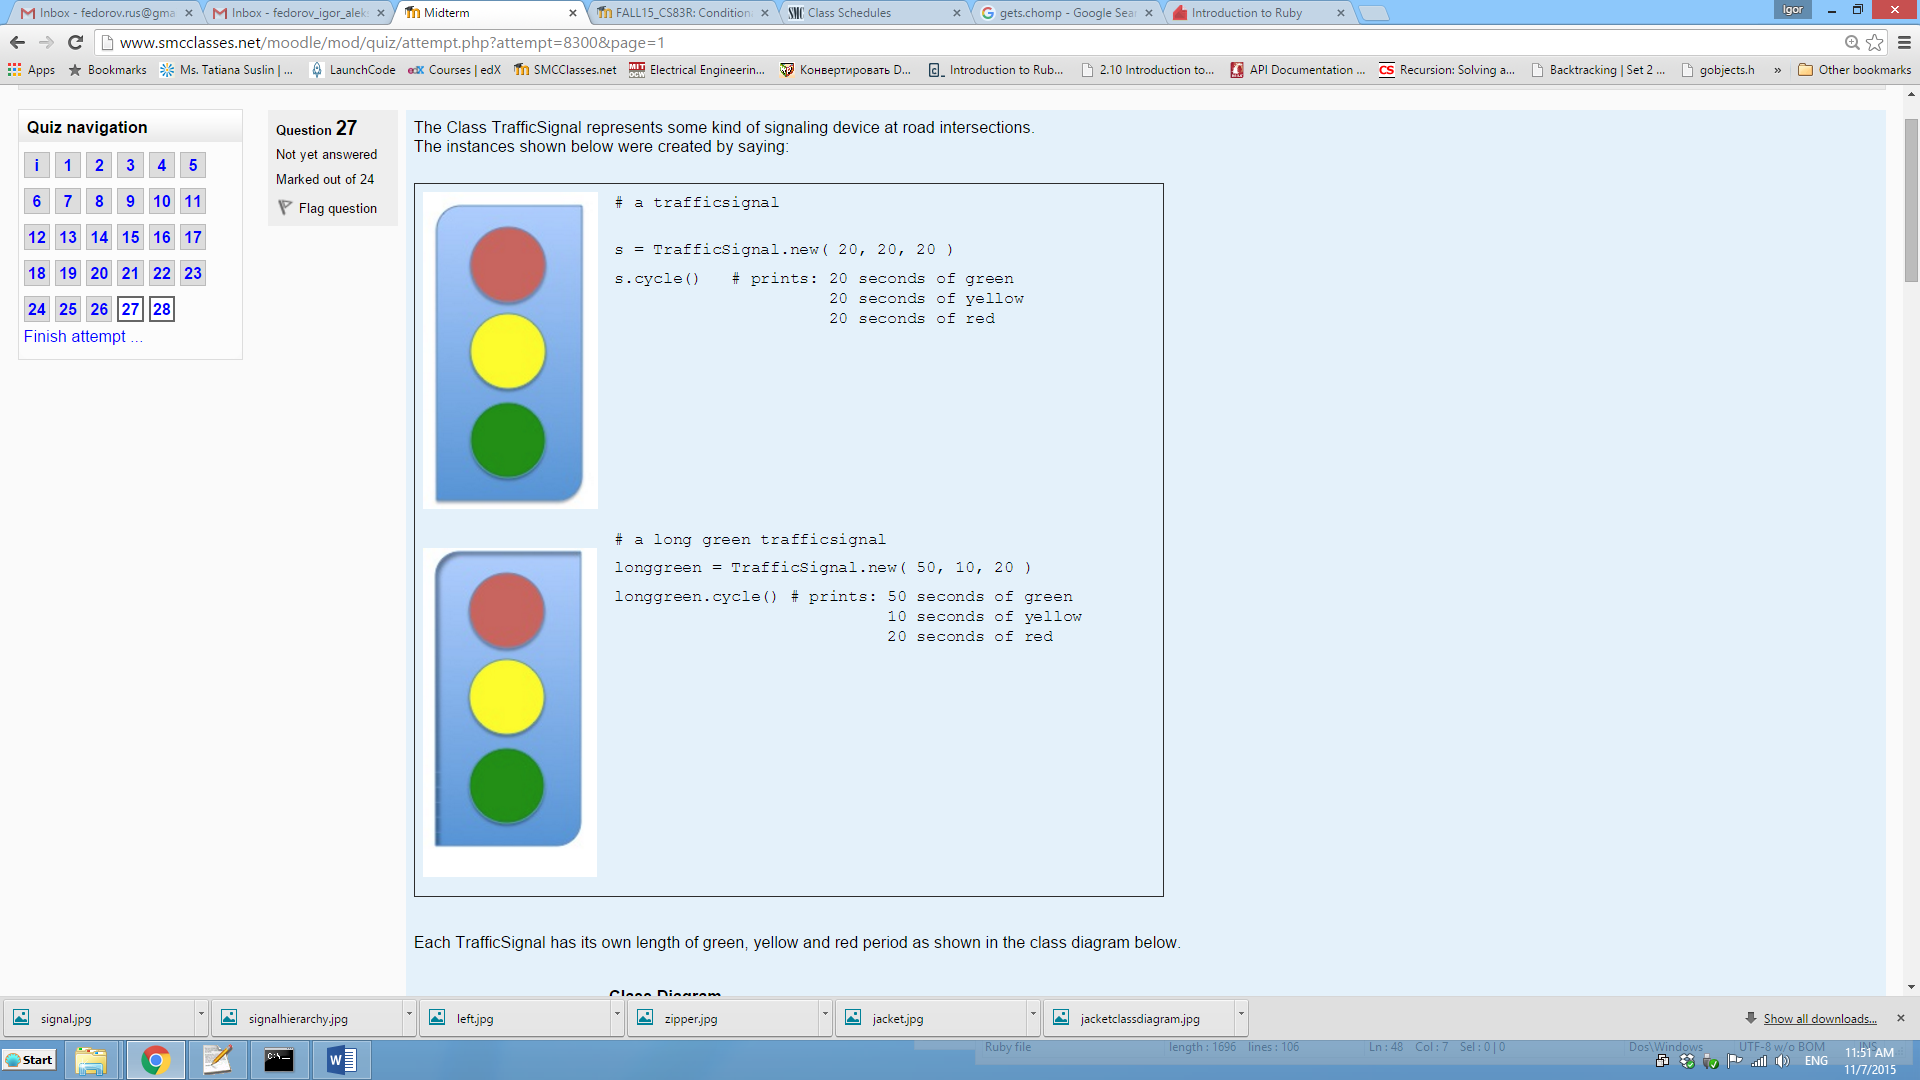 Inbox - fedorov.rus@gma
Inbox - fedorov_igor_alek
Midterm
FALL15_CS83R: Condition
SMC Class Schedules
gets.chomp - Google Sear
Introduction to Ruby
Igor
www.smcclasses.net/moodle/mod/quiz/attempt.php?attempt=8300&page=1
Apps
Bookmarks
Ms. Tatiana Suslin | ...
LaunchCode
edX Courses | edX
SMCClasses.net
MIT OCW Electrical Engineerin...
Конвертировать D...
Introduction to Rub...
2.10 Introduction to...
API Documentation ...
CS Recursion: Solving a...
Backtracking | Set 2 ...
gobjects.h
»
Other bookmarks
Quiz navigation
i 1 2 3 4 5
6 7 8 9 10 11
12 13 14 15 16 17
18 19 20 21 22 23
24 25 26 27 28
Finish attempt ...
Question 27
Not yet answered
Marked out of 24
Flag question
The Class TrafficSignal represents some kind of signaling device at road intersections.
The instances shown below were created by saying:
# a trafficsignal
s = TrafficSignal.new( 20, 20, 20 )
s.cycle() # prints: 20 seconds of green
20 seconds of yellow
20 seconds of red
# a long green trafficsignal
longgreen = TrafficSignal.new( 50, 10, 20 )
longgreen.cycle() # prints: 50 seconds of green
10 seconds of yellow
20 seconds of red
Each TrafficSignal has its own length of green, yellow and red period as shown in the class diagram below.
Class Diagram
signal.jpg
signalhierarchy.jpg
left.jpg
zipper.jpg
jacket.jpg
jacketclassdiagram.jpg
Show all downloads...
Start
Ruby file
length : 1696 lines : 106
Ln : 48 Col : 7 Sel : 0 | 0
Dos\Windows
UTF-8 w/o BOM
INS
ENG
11:51 AM
11/7/2015